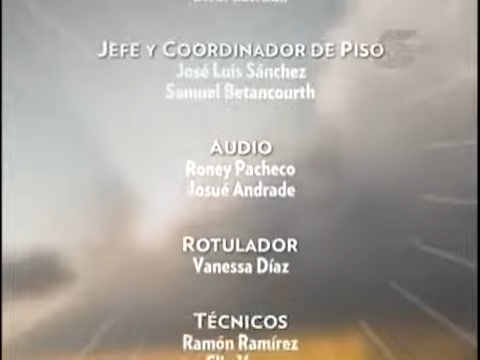 JEFE Y COORDINADOR DE PISO
José Luis Sánchez
Samuel Betancourth
AUDIO
Roney Pacheco
Josué Andrade
ROTULADOR
Vanessa Díaz
TÉCNICOS
Ramón Ramírez